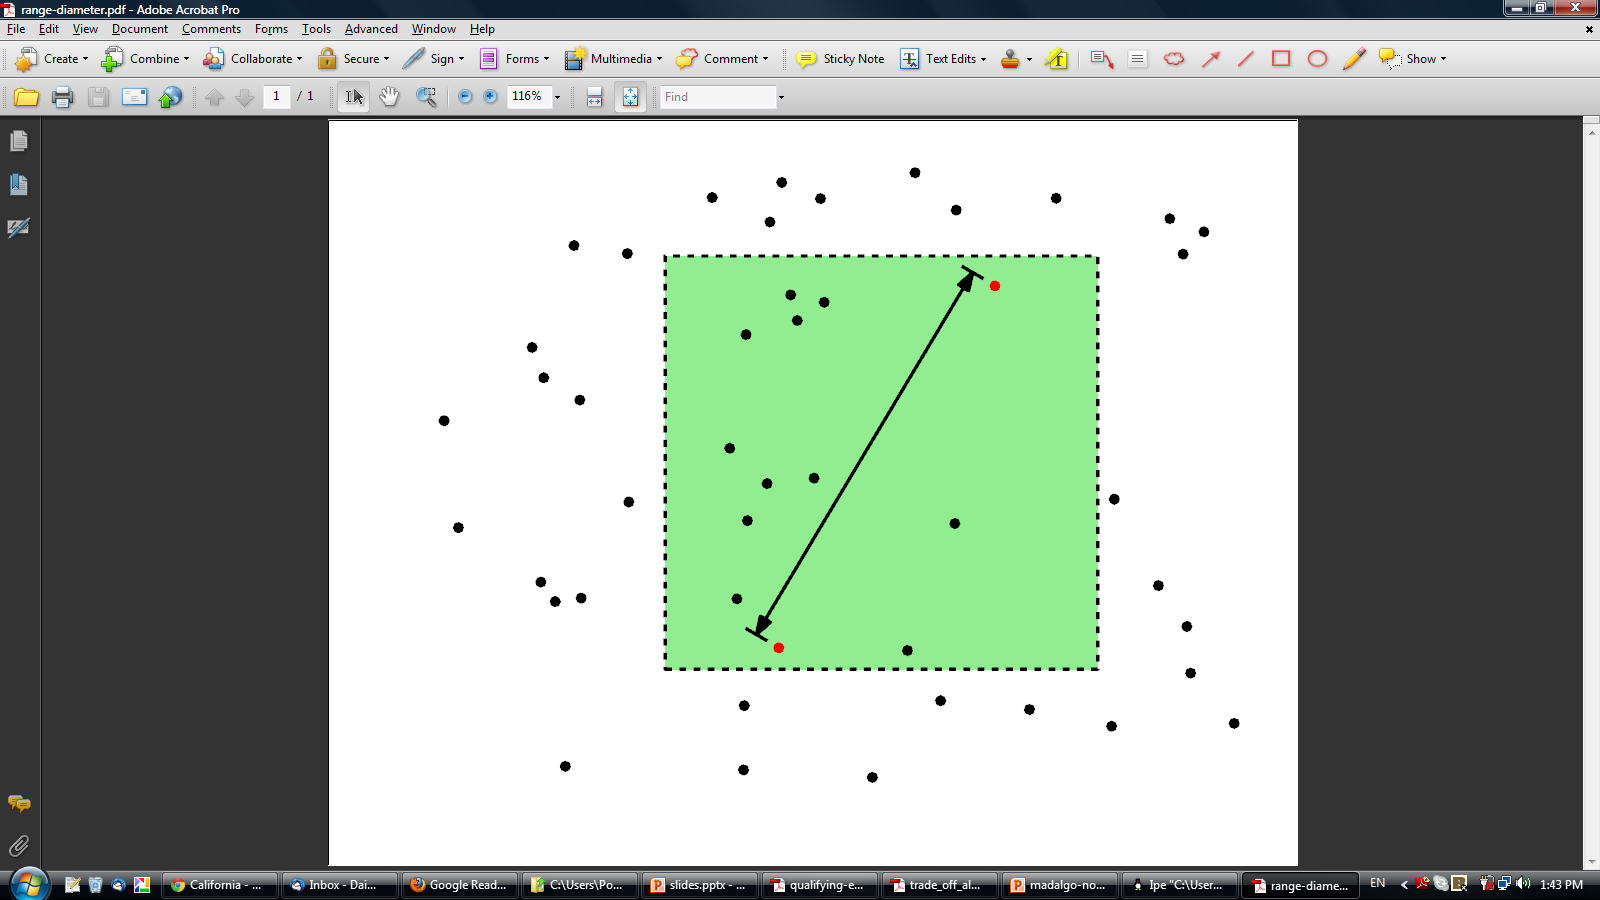 range-diameter.pdf - Adobe Acrobat Pro
File Edit View Document Comments Forms Tools Advanced Window Help
Create Combine Collaborate Secure Sign Forms Multimedia Comment Sticky Note Text Edits Show
1 / 1 116% Find
California - ... Inbox - Dai... Google Read... C:\Users\Po... slides.pptx - ... qualifying-e... trade_off_al... madalgo-no... Ipe "C:\User... range-diame... EN 1:43 PM